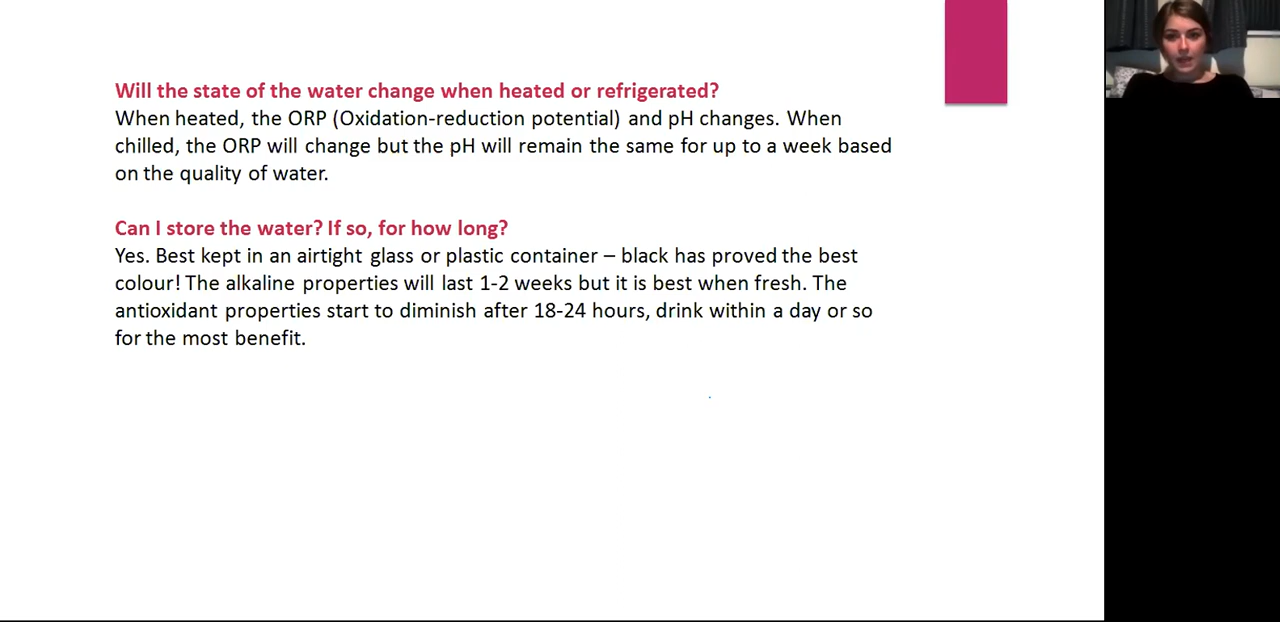 Will the state of the water change when heated or refrigerated?
When heated, the ORP (Oxidation-reduction potential) and pH changes. When
chilled, the ORP will change but the pH will remain the same for up to a week based
on the quality of water.
Can I store the water? If so, for how long?
Yes. Best kept in an airtight glass or plastic container – black has proved the best
colour! The alkaline properties will last 1-2 weeks but it is best when fresh. The
antioxidant properties start to diminish after 18-24 hours, drink within a day or so
for the most benefit.